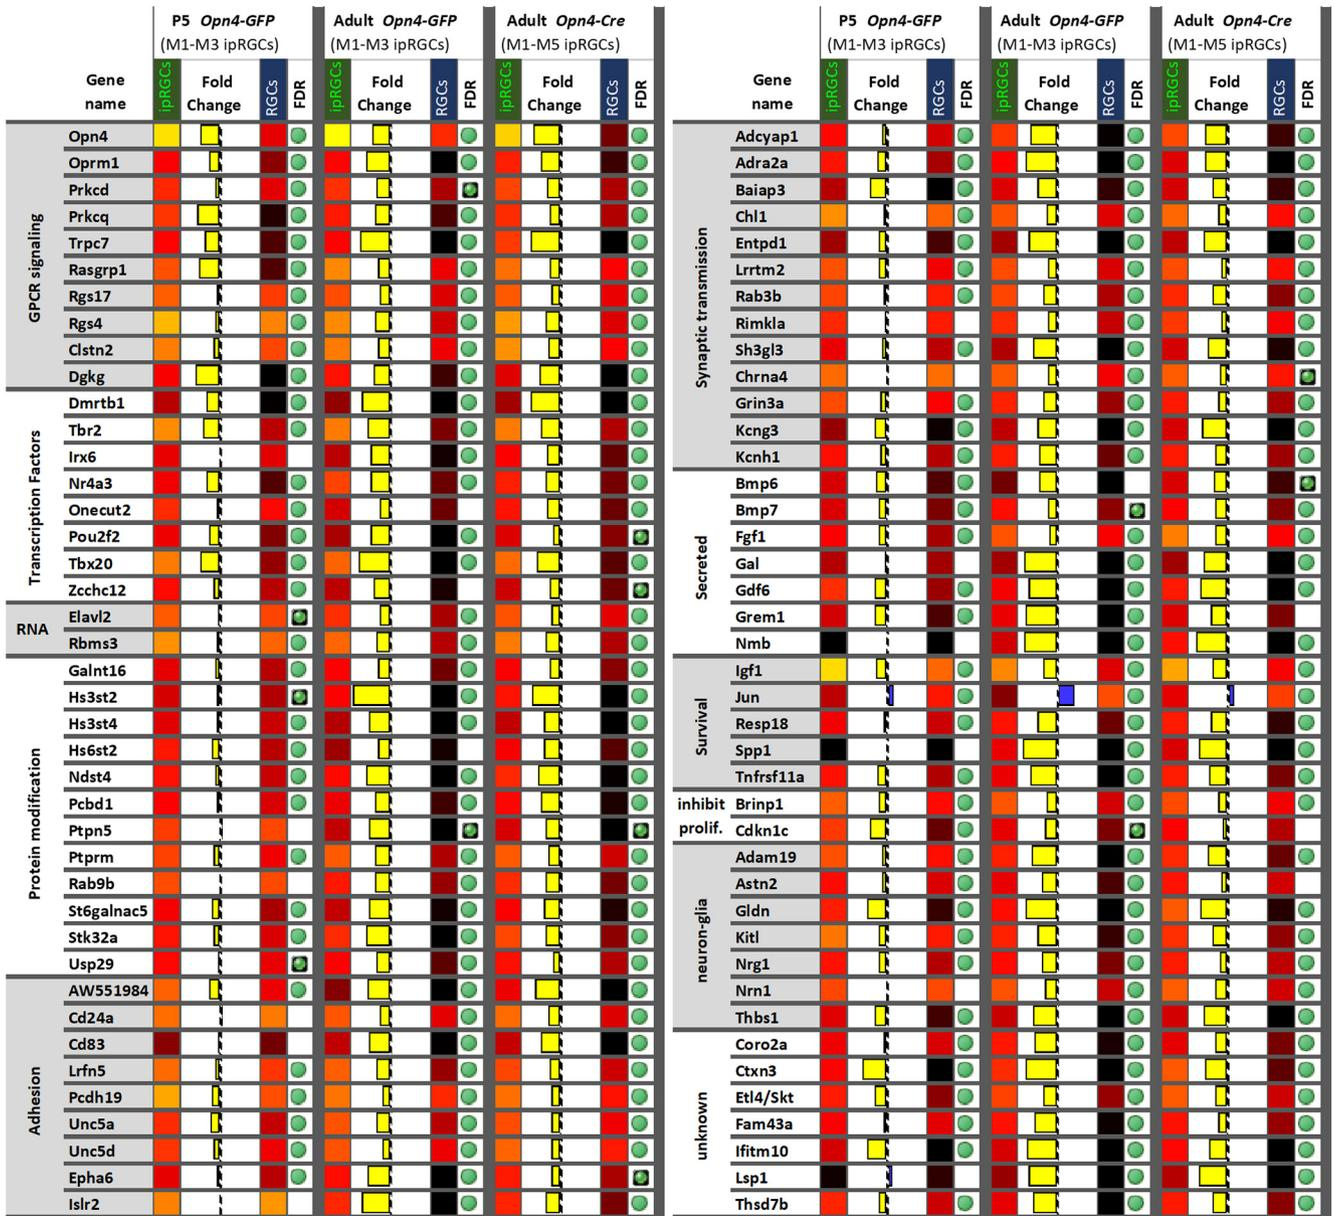 P5 Opn4-GFP
(M1-M3 ipRGCs)
Adult Opn4-GFP
(M1-M3 ipRGCs)
Adult Opn4-Cre
(M1-M5 ipRGCs)
Gene name
ipRGCs
Fold Change
RGCs
FDR
ipRGCs
Fold Change
RGCs
FDR
ipRGCs
Fold Change
RGCs
FDR
GPCR signaling
Opn4
Oprm1
Prkcd
Prkcq
Trpc7
Rasgrp1
Rgs17
Rgs4
Clstn2
Dgkg
Transcription Factors
Dmrtb1
Tbr2
Irx6
Nr4a3
Onecut2
Pou2f2
Tbx20
Zcchc12
RNA
Elavl2
Rbms3
Protein modification
Galnt16
Hs3st2
Hs3st4
Hs6st2
Ndst4
Pcbd1
Ptpn5
Ptprm
Rab9b
St6galnac5
Stk32a
Usp29
Adhesion
AW551984
Cd24a
Cd83
Lrfn5
Pcdh19
Unc5a
Unc5d
Epha6
Islr2
P5 Opn4-GFP
(M1-M3 ipRGCs)
Adult Opn4-GFP
(M1-M3 ipRGCs)
Adult Opn4-Cre
(M1-M5 ipRGCs)
Gene name
ipRGCs
Fold Change
RGCs
FDR
ipRGCs
Fold Change
RGCs
FDR
ipRGCs
Fold Change
RGCs
FDR
Synaptic transmission
Adcyap1
Adra2a
Baiap3
Chl1
Entpd1
Lrrtm2
Rab3b
Rimkla
Sh3gl3
Chrna4
Grin3a
Kcng3
Kcnh1
Secreted
Bmp6
Bmp7
Fgf1
Gal
Gdf6
Grem1
Nmb
Survival
Igf1
Jun
Resp18
Spp1
Tnfrsf11a
inhibit prolif.
Brinp1
Cdkn1c
neuron-glia
Adam19
Astn2
Gldn
Kitl
Nrg1
Nrn1
Thbs1
unknown
Coro2a
Ctxn3
Etl4/Skt
Fam43a
Ifitm10
Lsp1
Thsd7b